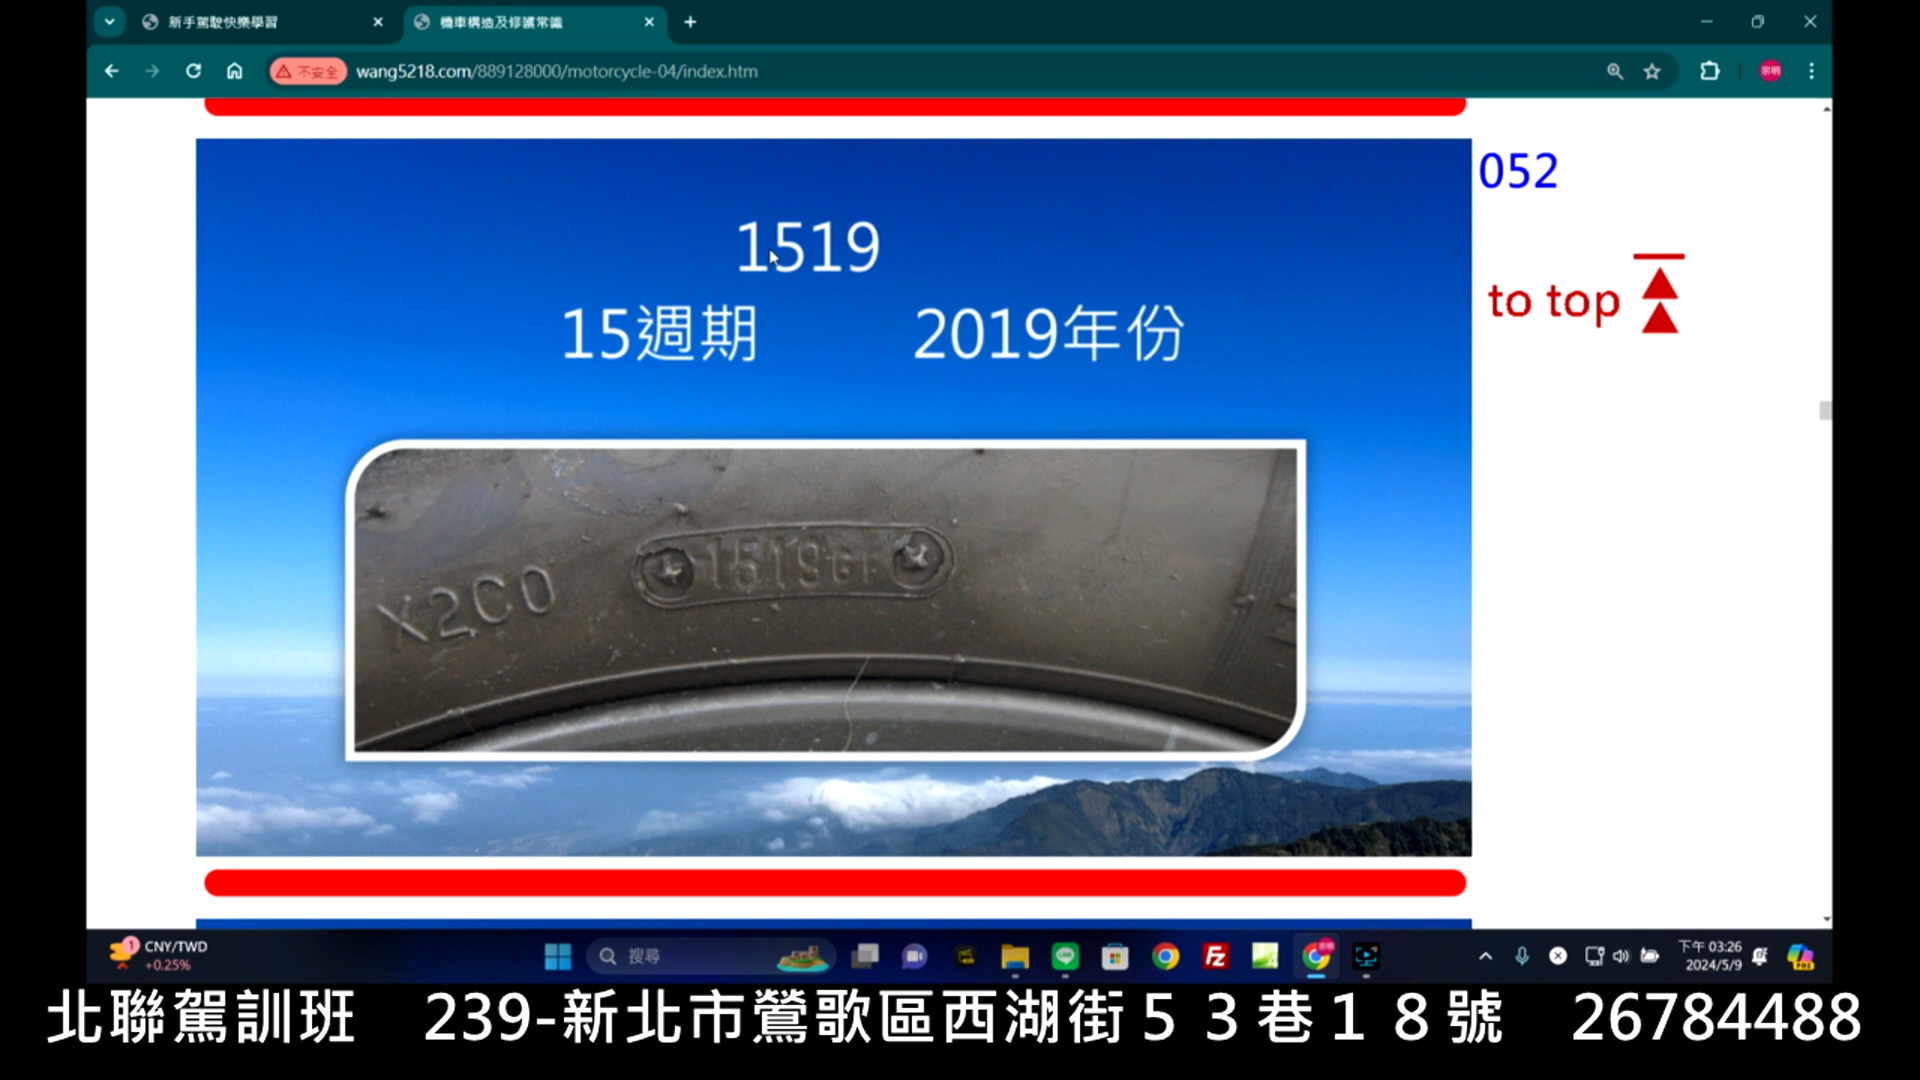 新手駕駛快樂學習
機車構造及修護常識
不安全
wang5218.com/889128000/motorcycle-04/index.htm
宗明
052
1519
to top
15週期 2019年份
X2C0
1519
CNY/TWD
+0.25%
1
搜尋
下午 03:26
2024/5/9
北聯駕訓班 239-新北市鶯歌區西湖街53巷18號 26784488